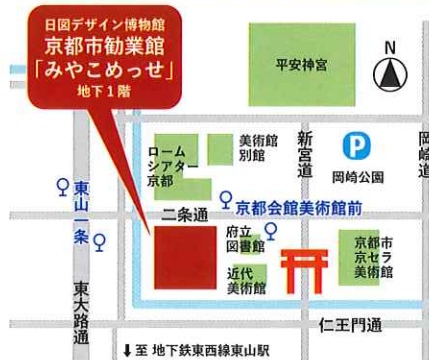 日図デザイン博物館
京都市勧業館
「みやこめっせ」
地下1階
平安神宮
N
ローム
シアター
京都
美術館
別館
新宮道
P
岡崎公園
岡崎道
東山二条
二条通
京都会館美術館前
府立
図書館
近代
美術館
京都市
京セラ
美術館
東大路通
仁王門通
↓至 地下鉄東西線東山駅